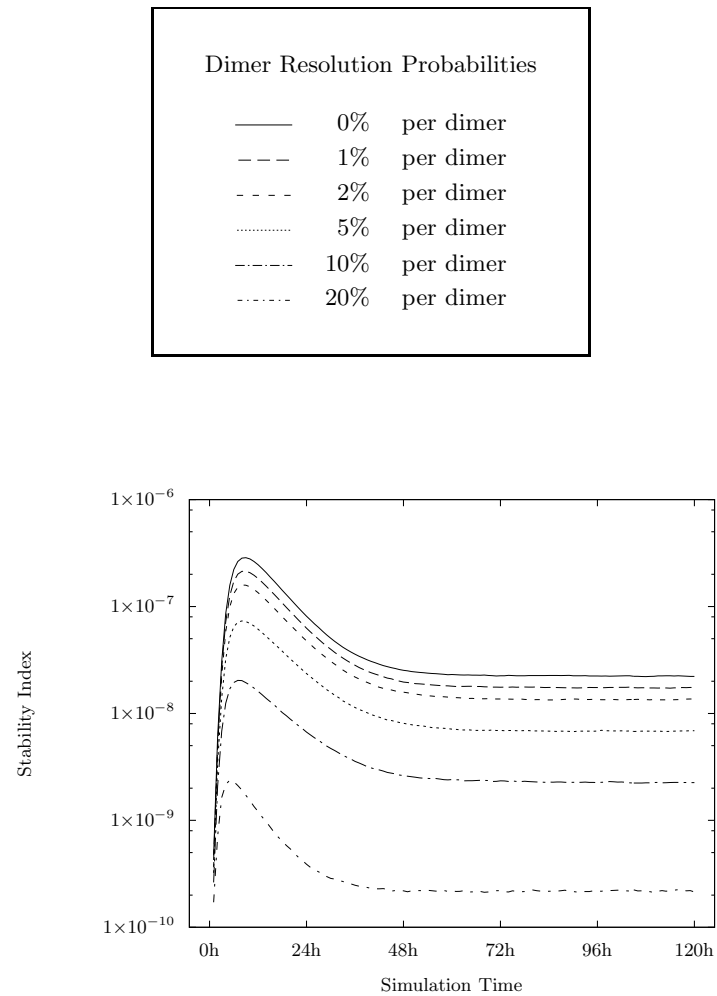 Dimer Resolution Probabilities
0% per dimer
1% per dimer
2% per dimer
5% per dimer
10% per dimer
20% per dimer
1×10⁻⁶
1×10⁻⁷
1×10⁻⁸
1×10⁻⁹
1×10⁻¹⁰
Stability Index
0h 24h 48h 72h 96h 120h
Simulation Time